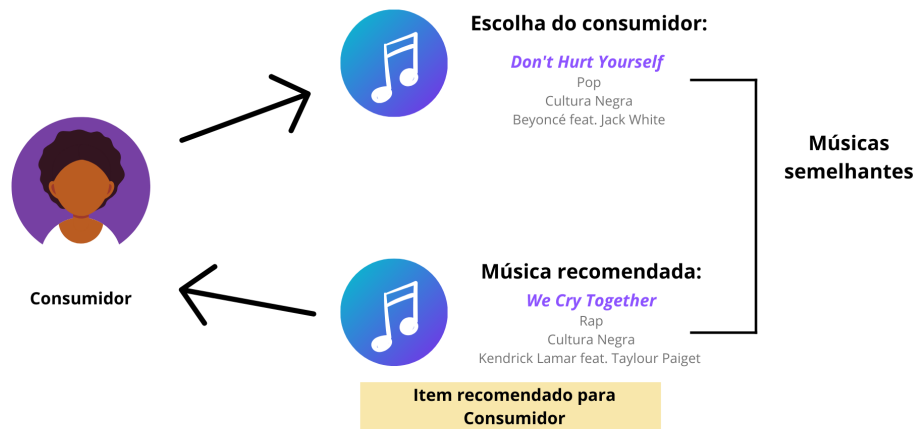 Escolha do consumidor:
Don't Hurt Yourself
Pop
Cultura Negra
Beyoncé feat. Jack White
Músicas
semelhantes
Consumidor
Música recomendada:
We Cry Together
Rap
Cultura Negra
Kendrick Lamar feat. Taylour Paiget
Item recomendado para
Consumidor